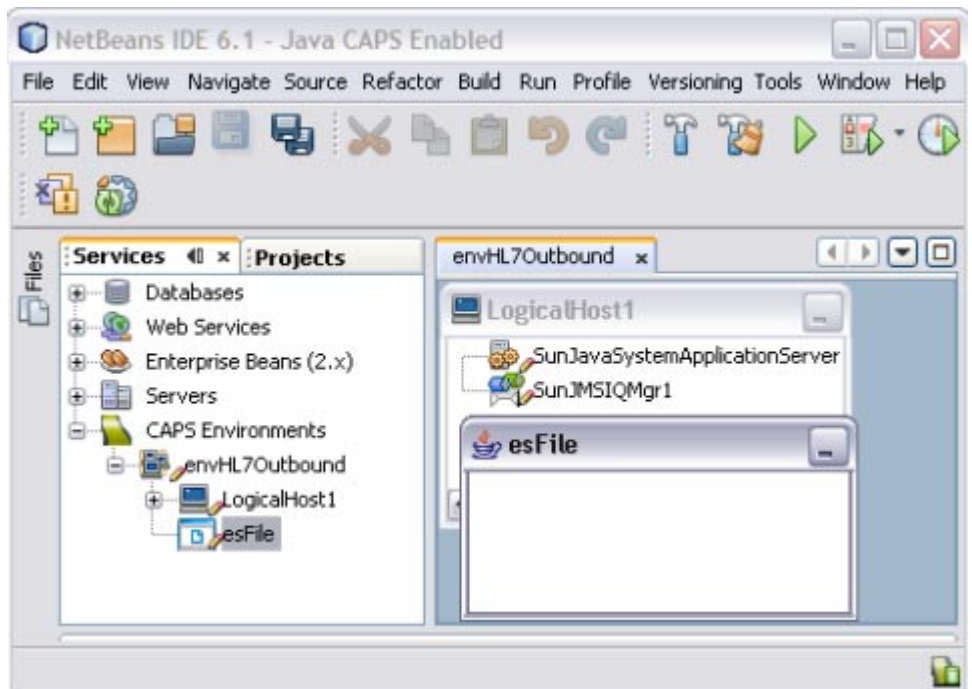 NetBeans IDE 6.1 - Java CAPS Enabled
File Edit View Navigate Source Refactor Build Run Profile Versioning Tools Window Help
Files
Services Projects
Databases
Web Services
Enterprise Beans (2.x)
Servers
CAPS Environments
envHL7Outbound
LogicalHost1
esFile
envHL7Outbound
LogicalHost1
SunJavaSystemApplicationServer
SunJMSIQMgr1
esFile